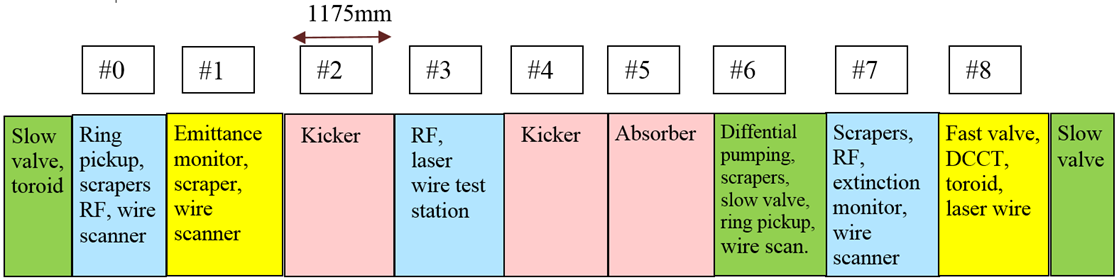 1175mm
#0
#1
#2
#3
#4
#5
#6
#7
#8
Slow
valve,
toroid
Ring
pickup,
scrapers
RF, wire
scanner
Emittance
monitor,
scraper,
wire
scanner
Kicker
RF,
laser
wire test
station
Kicker
Absorber
Diffential
pumping,
scrapers,
slow valve,
ring pickup,
wire scan.
Scrapers,
RF,
extinction
monitor,
wire
scanner
Fast valve,
DCCT,
toroid,
laser wire
Slow
valve